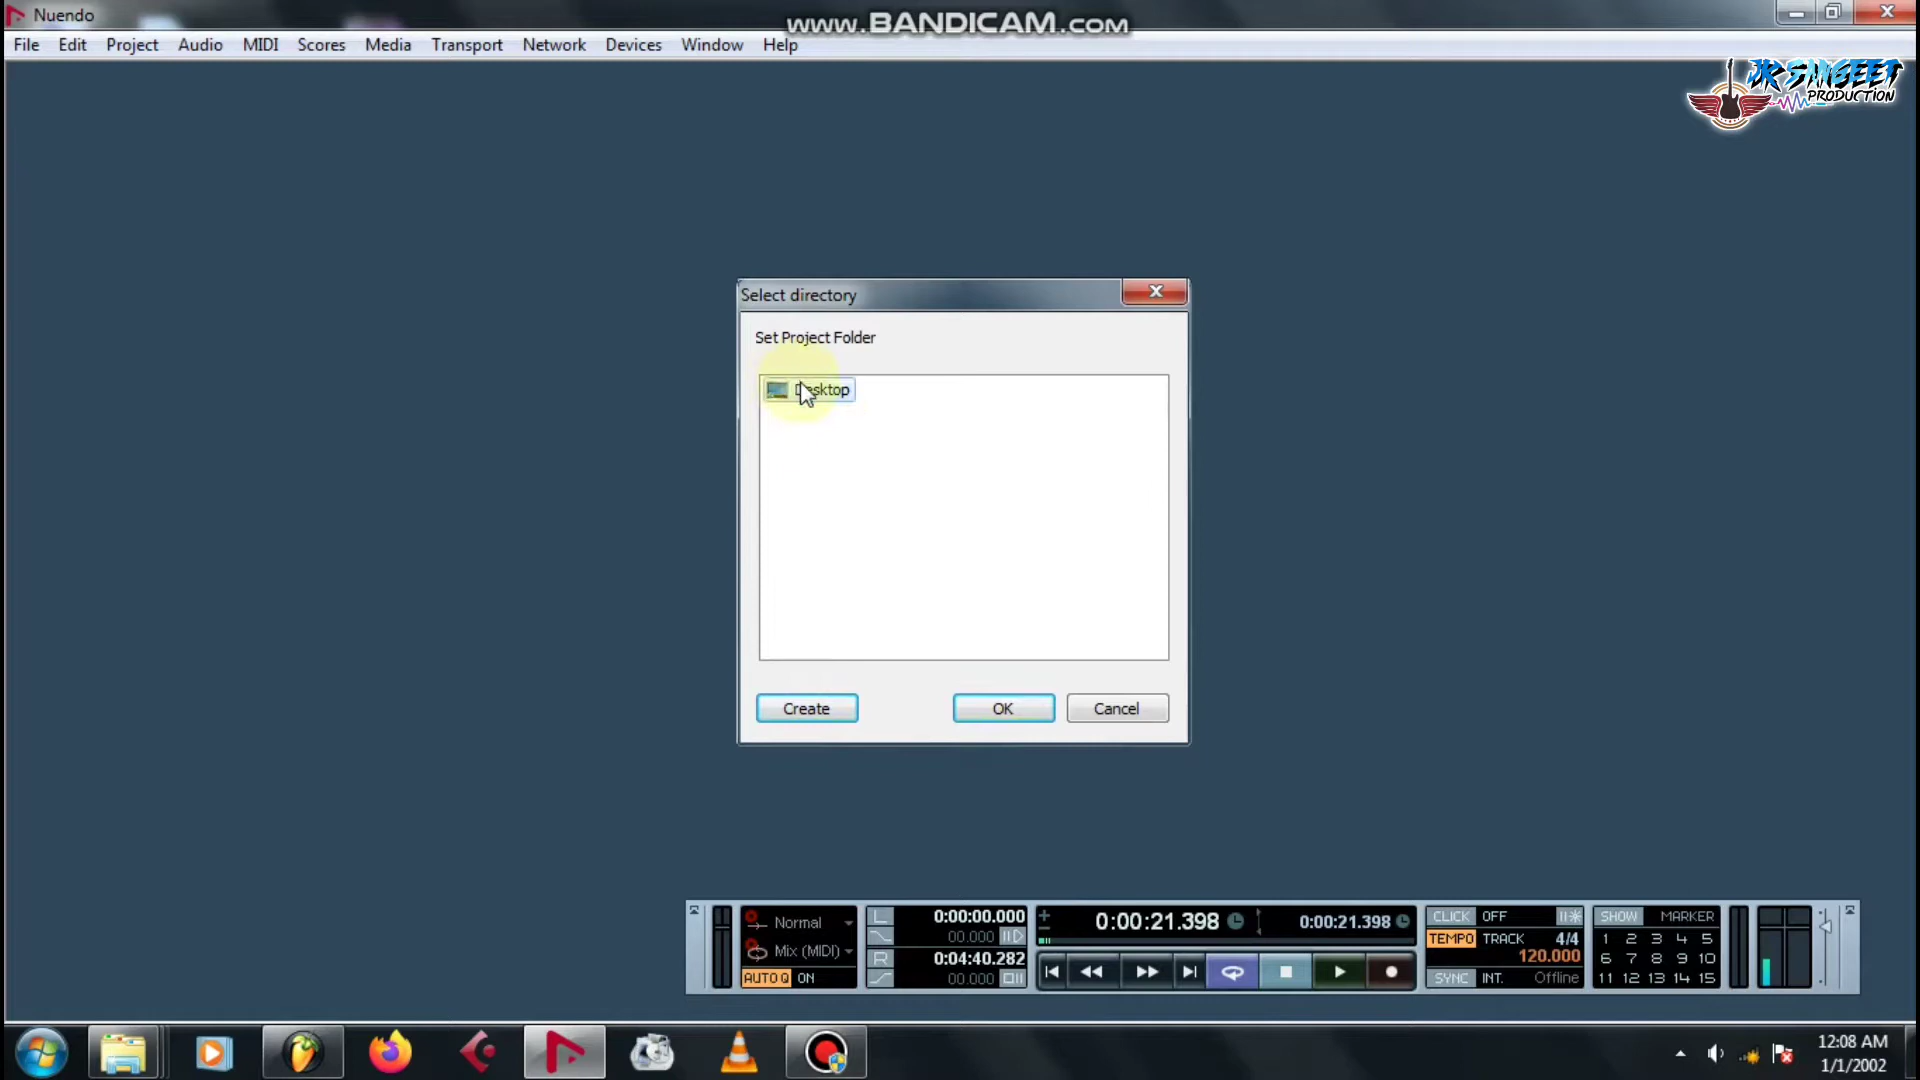 Nuendo
www.BANDICAM.com
File Edit Project Audio MIDI Scores Media Transport Network Devices Window Help
JK SANGEET
PRODUCTION
Select directory
Set Project Folder
Desktop
Create OK Cancel
Normal
Mix (MIDI)
AUTO Q ON
L 0:00:00.000
00.000
R 0:04:40.282
00.000
0:00:21.398 0:00:21.398
CLICK OFF
TEMPO TRACK 4/4
120.000
SYNC INT. Offline
SHOW MARKER
1 2 3 4 5
6 7 8 9 10
11 12 13 14 15
12:08 AM
1/1/2002